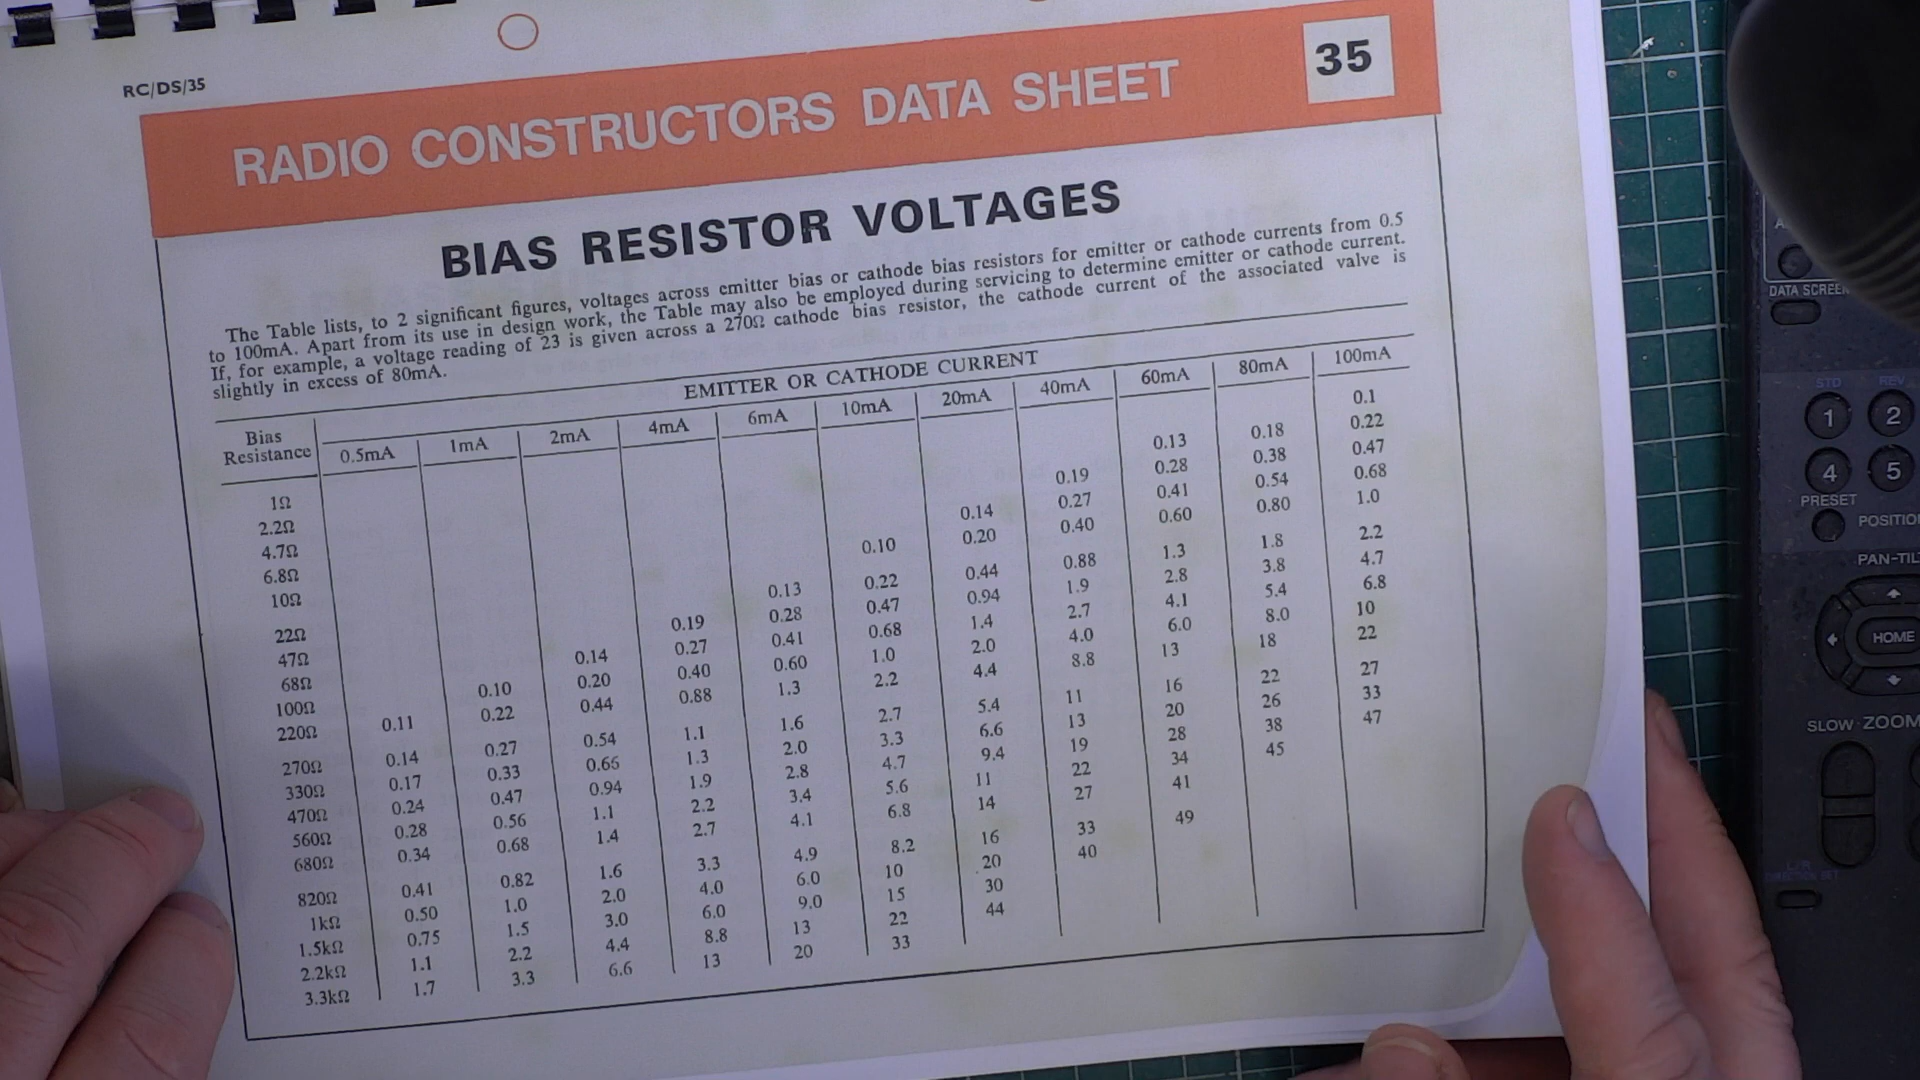 RC/DS/35
RADIO CONSTRUCTORS DATA SHEET
35
BIAS RESISTOR VOLTAGES
The Table lists, to 2 significant figures, voltages across emitter bias or cathode bias resistors for emitter or cathode currents from 0.5
to 100mA. Apart from its use in design work, the Table may also be employed during servicing to determine emitter or cathode current.
If, for example, a voltage reading of 23 is given across a 270Ω cathode bias resistor, the cathode current of the associated valve is
slightly in excess of 80mA.
EMITTER OR CATHODE CURRENT
Bias Resistance 0.5mA 1mA 2mA 4mA 6mA 10mA 20mA 40mA 60mA 80mA 100mA
1Ω 0.1
2.2Ω 0.13 0.18 0.22
4.7Ω 0.19 0.28 0.38 0.47
6.8Ω 0.14 0.27 0.41 0.54 0.68
10Ω 0.10 0.20 0.40 0.60 0.80 1.0
22Ω 0.13 0.22 0.44 0.88 1.3 1.8 2.2
47Ω 0.19 0.28 0.47 0.94 1.9 2.8 3.8 4.7
68Ω 0.14 0.27 0.41 0.68 1.4 2.7 4.1 5.4 6.8
100Ω 0.10 0.20 0.40 0.60 1.0 2.0 4.0 6.0 8.0 10
220Ω 0.11 0.22 0.44 0.88 1.3 2.2 4.4 8.8 13 18 22
270Ω 0.14 0.27 0.54 1.1 1.6 2.7 5.4 11 16 22 27
330Ω 0.17 0.33 0.65 1.3 2.0 3.3 6.6 13 20 26 33
470Ω 0.24 0.47 0.94 1.9 2.8 4.7 9.4 19 28 38 47
560Ω 0.28 0.56 1.1 2.2 3.4 5.6 11 22 34 45
680Ω 0.34 0.68 1.4 2.7 4.1 6.8 14 27 41
820Ω 0.41 0.82 1.6 3.3 4.9 8.2 16 33 49
1kΩ 0.50 1.0 2.0 4.0 6.0 10 20 40
1.5kΩ 0.75 1.5 3.0 6.0 9.0 15 30
2.2kΩ 1.1 2.2 4.4 8.8 13 22 44
3.3kΩ 1.7 3.3 6.6 13 20 33
DATA SCREEN
STD REV
1 2
4 5
PRESET
POSITIO
PAN-TIL
HOME
SLOW ZOOM